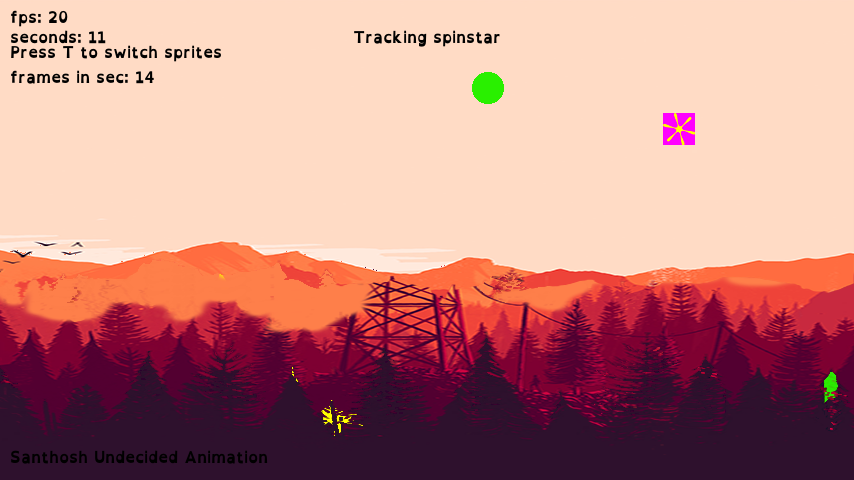 fps: 20
seconds: 11
Tracking spinstar
Press T to switch sprites
frames in sec: 14
Santhosh Undecided Animation